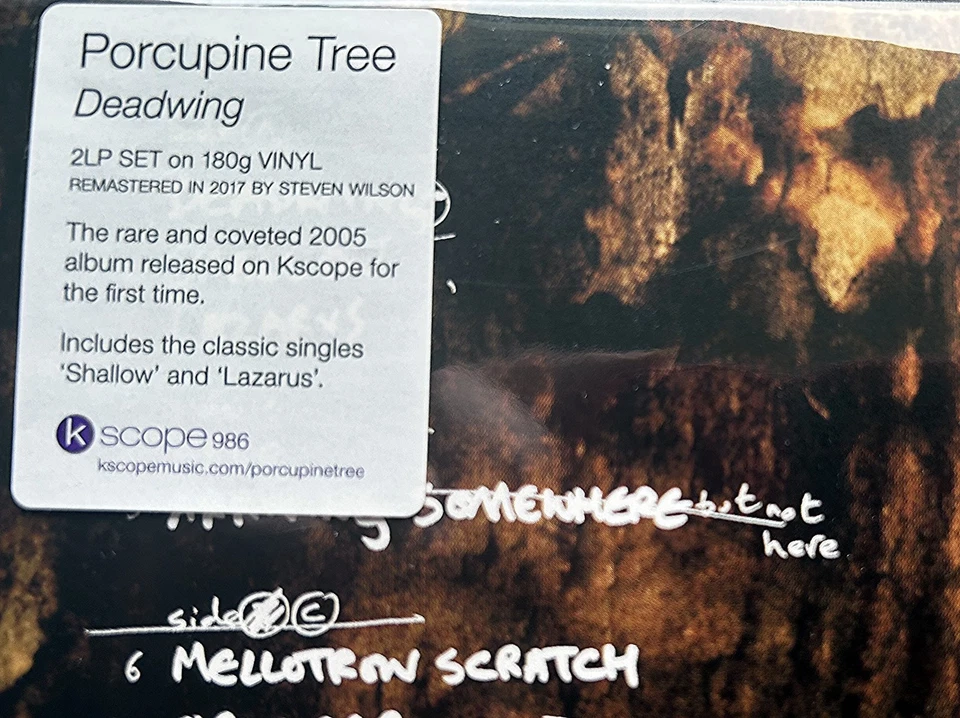 Porcupine Tree
Deadwing
2LP SET on 180g VINYL
REMASTERED IN 2017 BY STEVEN WILSON
The rare and coveted 2005
album released on Kscope for
the first time.
Includes the classic singles
'Shallow' and 'Lazarus'.
k scope 986
kscopemusic.com/porcupinetree
SOMEWHERE but not
here
side C
6 MELLOTRON SCRATCH